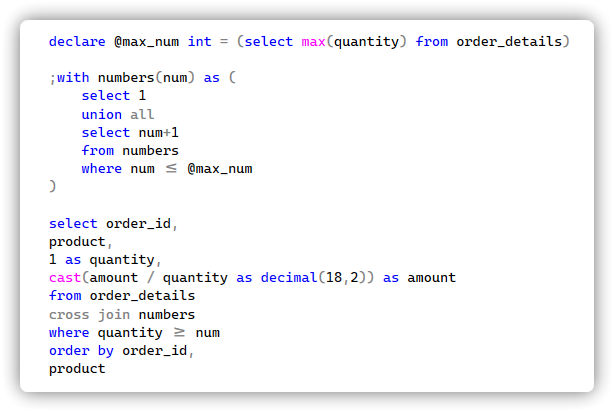 declare @max_num int = (select max(quantity) from order_details)
;with numbers(num) as (
select 1
union all
select num+1
from numbers
where num ≤ @max_num
)
select order_id,
product,
1 as quantity,
cast(amount / quantity as decimal(18,2)) as amount
from order_details
cross join numbers
where quantity ≥ num
order by order_id,
product